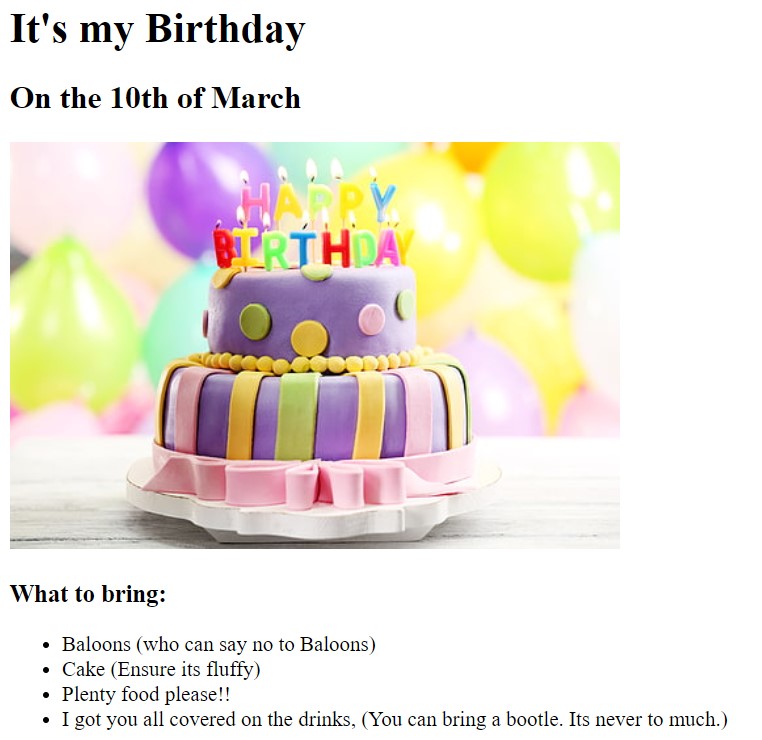 It's my Birthday
On the 10th of March
HAPPY
BIRTHDAY
What to bring:
Baloons (who can say no to Baloons)
Cake (Ensure its fluffy)
Plenty food please!!
I got you all covered on the drinks, (You can bring a bootle. Its never to much.)